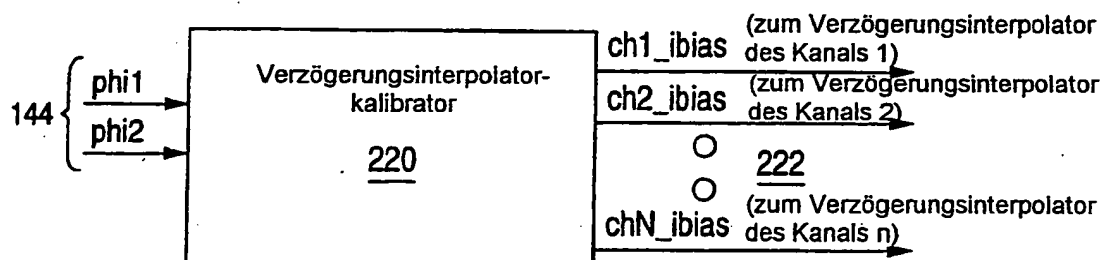 144
phi1
phi2
Verzögerungsinterpolator-
kalibrator
220
ch1_ibias
(zum Verzögerungsinterpolator
des Kanals 1)
ch2_ibias
(zum Verzögerungsinterpolator
des Kanals 2)
222
chN_ibias
(zum Verzögerungsinterpolator
des Kanals n)